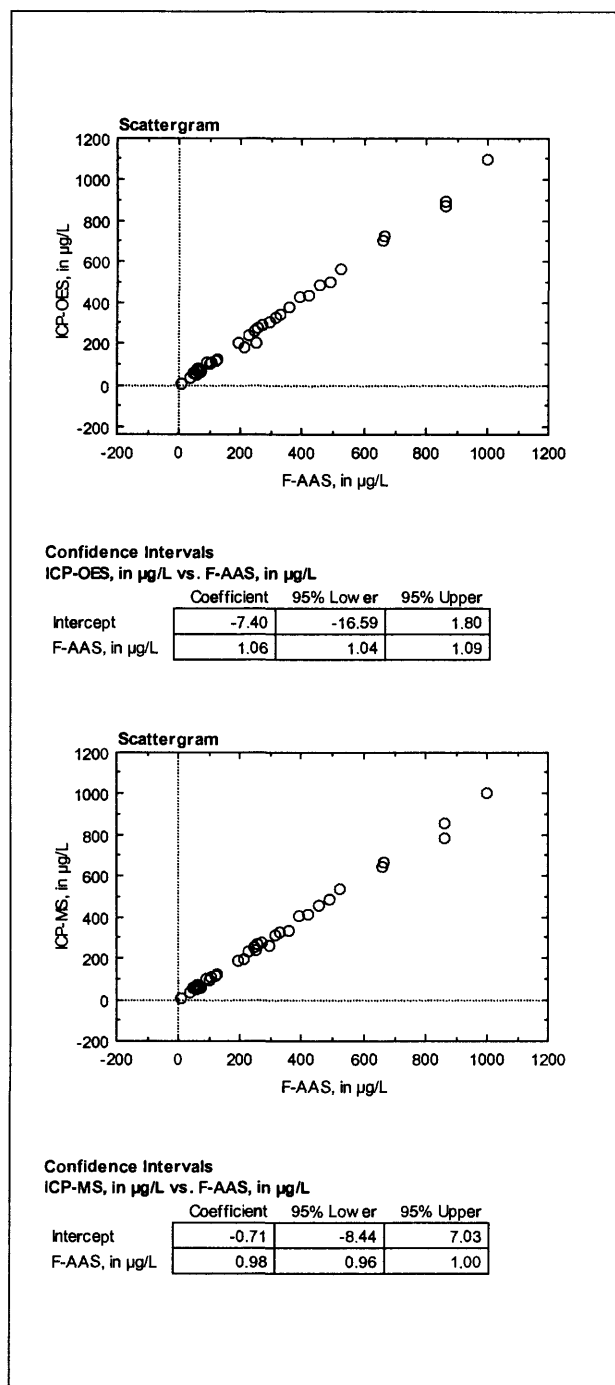 Scattergram
1200
1000
800
600
400
200
0
-200
ICP-OES, in µg/L
-200 0 200 400 600 800 1000 1200
F-AAS, in µg/L
Confidence Intervals
ICP-OES, in µg/L vs. F-AAS, in µg/L
Coefficient 95% Lower 95% Upper
Intercept -7.40 -16.59 1.80
F-AAS, in µg/L 1.06 1.04 1.09
Scattergram
1200
1000
800
600
400
200
0
-200
ICP-MS, in µg/L
-200 0 200 400 600 800 1000 1200
F-AAS, in µg/L
Confidence Intervals
ICP-MS, in µg/L vs. F-AAS, in µg/L
Coefficient 95% Lower 95% Upper
Intercept -0.71 -8.44 7.03
F-AAS, in µg/L 0.98 0.96 1.00